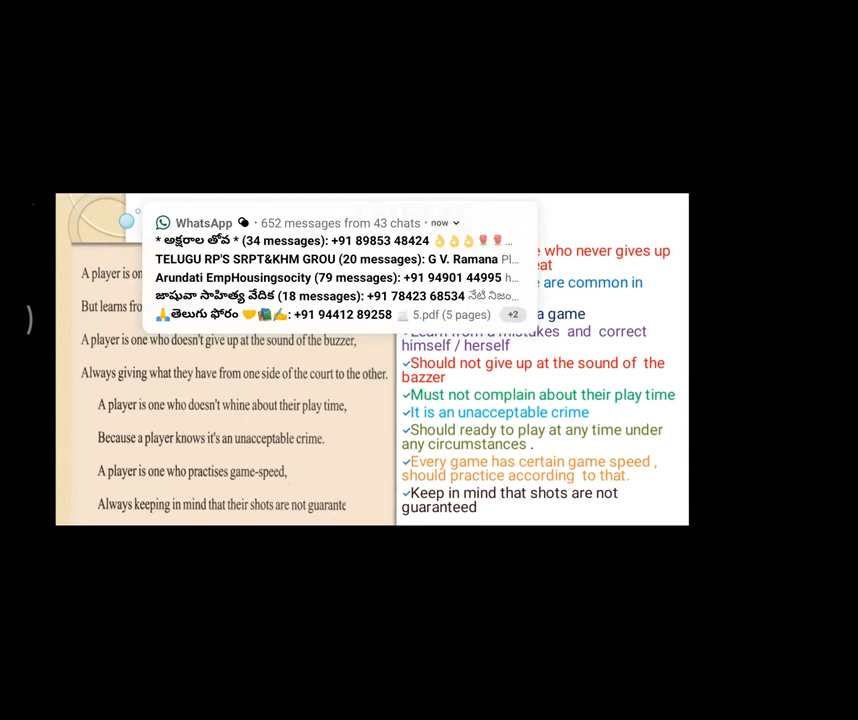 WhatsApp · 652 messages from 43 chats · now
* అక్షరాల తోవ * (34 messages): +91 89853 48424 👌👌👌🌹🌹...
TELUGU RP'S SRPT&KHM GROU (20 messages): G V. Ramana Pl...
Arundati EmpHousingsocity (79 messages): +91 94901 44995 h...
జాషువా సాహిత్య వేదిక (18 messages): +91 78423 68534 నేటి నిజం...
🙏తెలుగు ఫోరం 🤝📚✍: +91 94412 89258 📄 5.pdf (5 pages) +2
A player is on
But learns fro
A player is one who doesn't give up at the sound of the buzzer,
Always giving what they have from one side of the court to the other.
A player is one who doesn't whine about their play time,
Because a player knows it's an unacceptable crime.
A player is one who practises game-speed,
Always keeping in mind that their shots are not guarante
e who never gives up
eat
e are common in
a game
✓Learn from a mistakes and correct
himself / herself
✓Should not give up at the sound of the
bazzer
✓Must not complain about their play time
✓It is an unacceptable crime
✓Should ready to play at any time under
any circumstances .
✓Every game has certain game speed ,
should practice according to that.
✓Keep in mind that shots are not
guaranteed